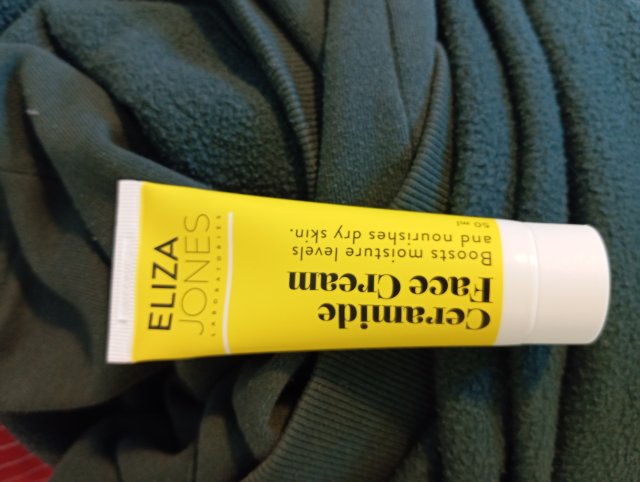 ELIZA
JONES
LABORATORIES
Ceramide
Face Cream
Boosts moisture levels
and nourishes dry skin.
50 ml